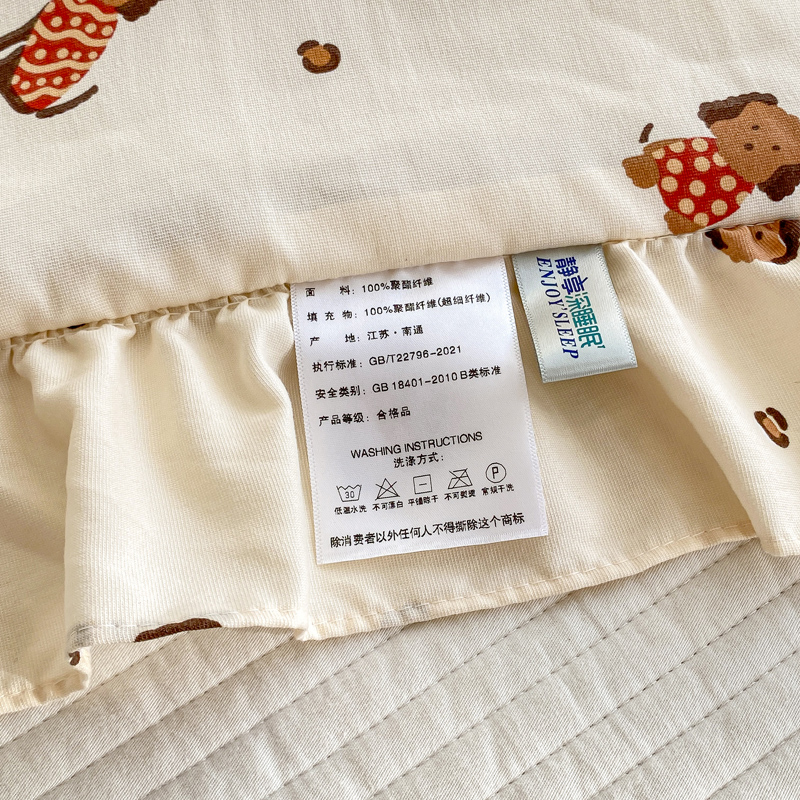 面 料：100%聚酯纤维
填 充 物：100%聚酯纤维(超细纤维)
产 地：江苏·南通
执行标准：GB/T22796-2021
安全类别：GB 18401-2010 B类标准
产品等级：合格品
WASHING INSTRUCTIONS
洗涤方式：
30
P
低温水洗 不可漂白 平铺晾干 不可熨烫 常规干洗
除消费者以外任何人不得撕除这个商标
静享深睡眠
ENJOY SLEEP